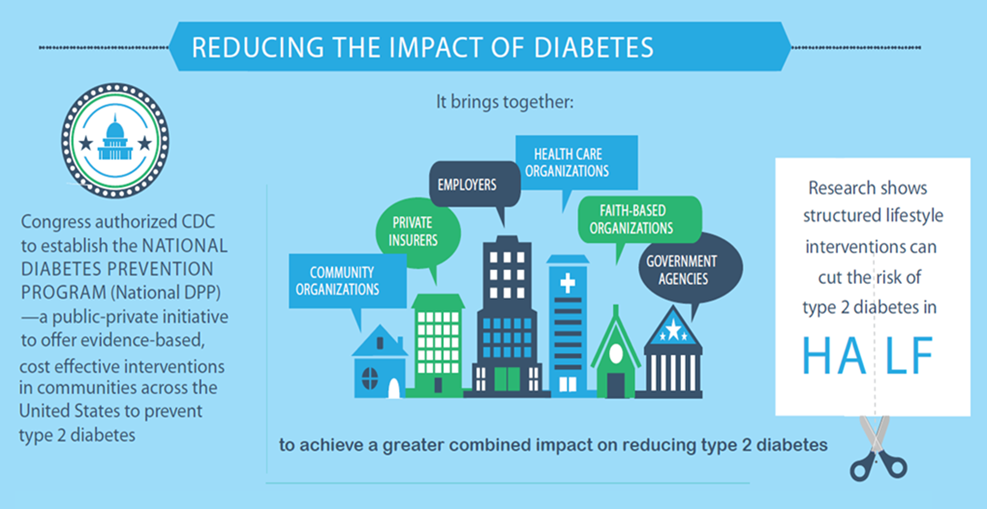 REDUCING THE IMPACT OF DIABETES
Congress authorized CDC
to establish the NATIONAL
DIABETES PREVENTION
PROGRAM (National DPP)
—a public-private initiative
to offer evidence-based,
cost effective interventions
in communities across the
United States to prevent
type 2 diabetes
It brings together:
COMMUNITY
ORGANIZATIONS
PRIVATE
INSURERS
EMPLOYERS
HEALTH CARE
ORGANIZATIONS
FAITH-BASED
ORGANIZATIONS
GOVERNMENT
AGENCIES
to achieve a greater combined impact on reducing type 2 diabetes
Research shows
structured lifestyle
interventions can
cut the risk of
type 2 diabetes in
HALF